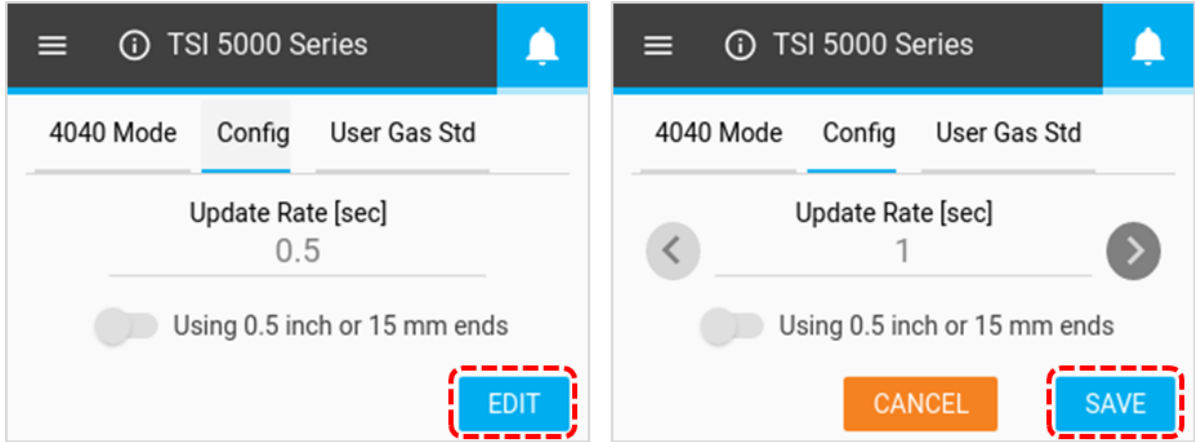 TSI 5000 Series
4040 Mode Config User Gas Std
Update Rate [sec]
0.5
Using 0.5 inch or 15 mm ends
EDIT
TSI 5000 Series
4040 Mode Config User Gas Std
Update Rate [sec]
1
Using 0.5 inch or 15 mm ends
CANCEL SAVE